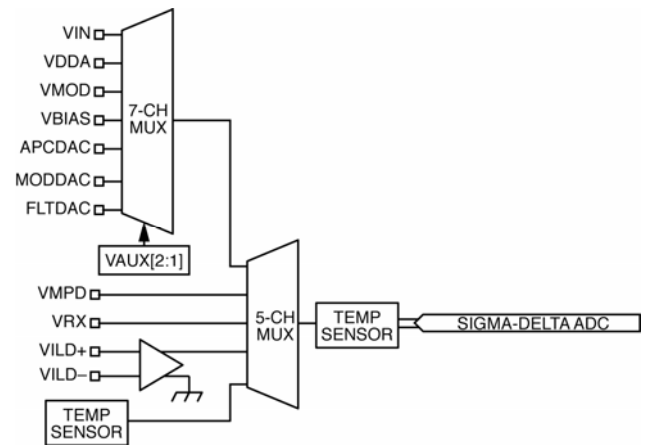 VIN
VDDA
VMOD
VBIAS
APCDAC
MODDAC
FLTDAC
7-CH
MUX
VAUX[2:1]
VMPD
VRX
VILD+
VILD−
TEMP
SENSOR
5-CH
MUX
TEMP
SENSOR
SIGMA-DELTA ADC